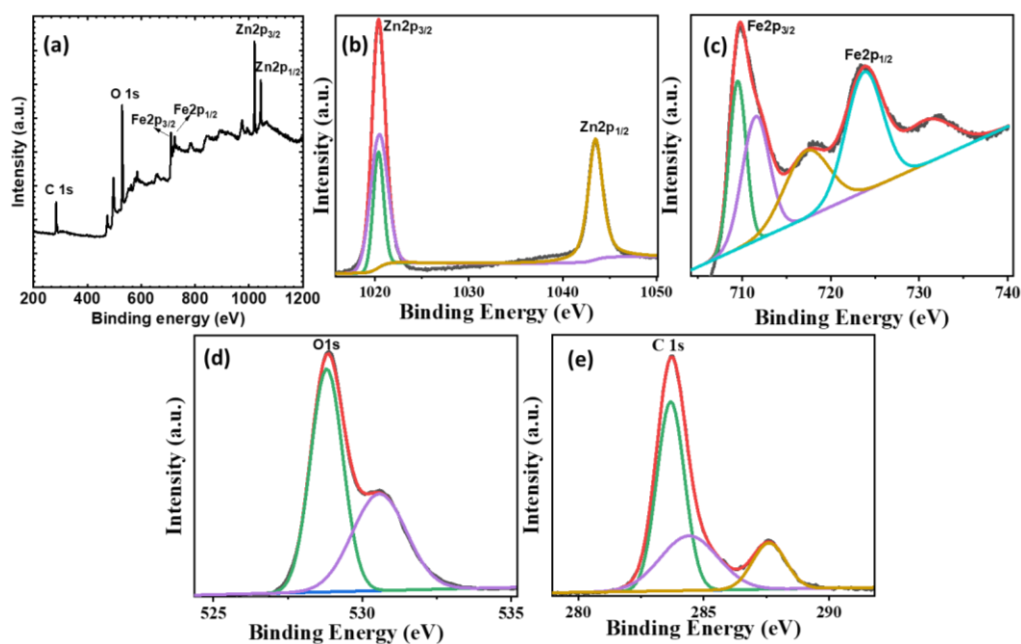 (a)
Zn2p3/2
Zn2p1/2
O 1s
Fe2p3/2
Fe2p1/2
C 1s
Intensity (a.u.)
200 400 600 800 1000 1200
Binding energy (eV)
(b)
Zn2p3/2
Zn2p1/2
Intensity (a.u.)
1020 1030 1040 1050
Binding Energy (eV)
(c)
Fe2p3/2
Fe2p1/2
Intensity (a.u.)
710 720 730 740
Binding Energy (eV)
(d)
O1s
Intensity (a.u.)
525 530 535
Binding Energy (eV)
(e)
C 1s
Intensity (a.u.)
280 285 290
Binding Energy (eV)